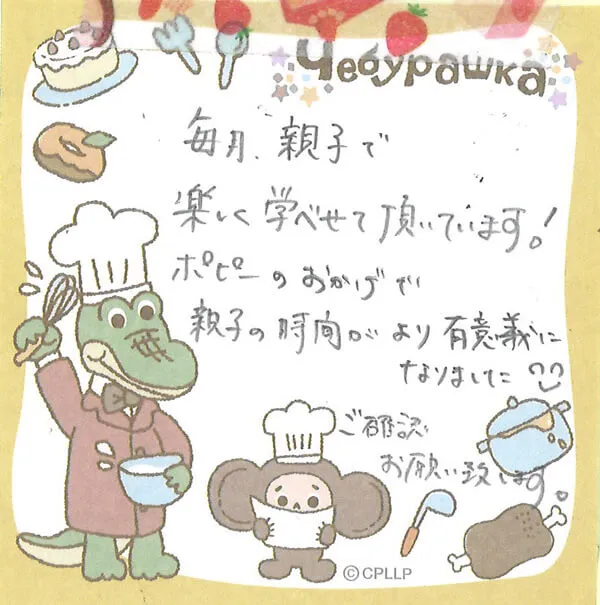 Чебурашка
毎月、親子で
楽しく学べせて頂いています!
ポピーのおかげで
親子の時間がより有意義に
なりました
ご確認
お願い致します。
©CPLLP